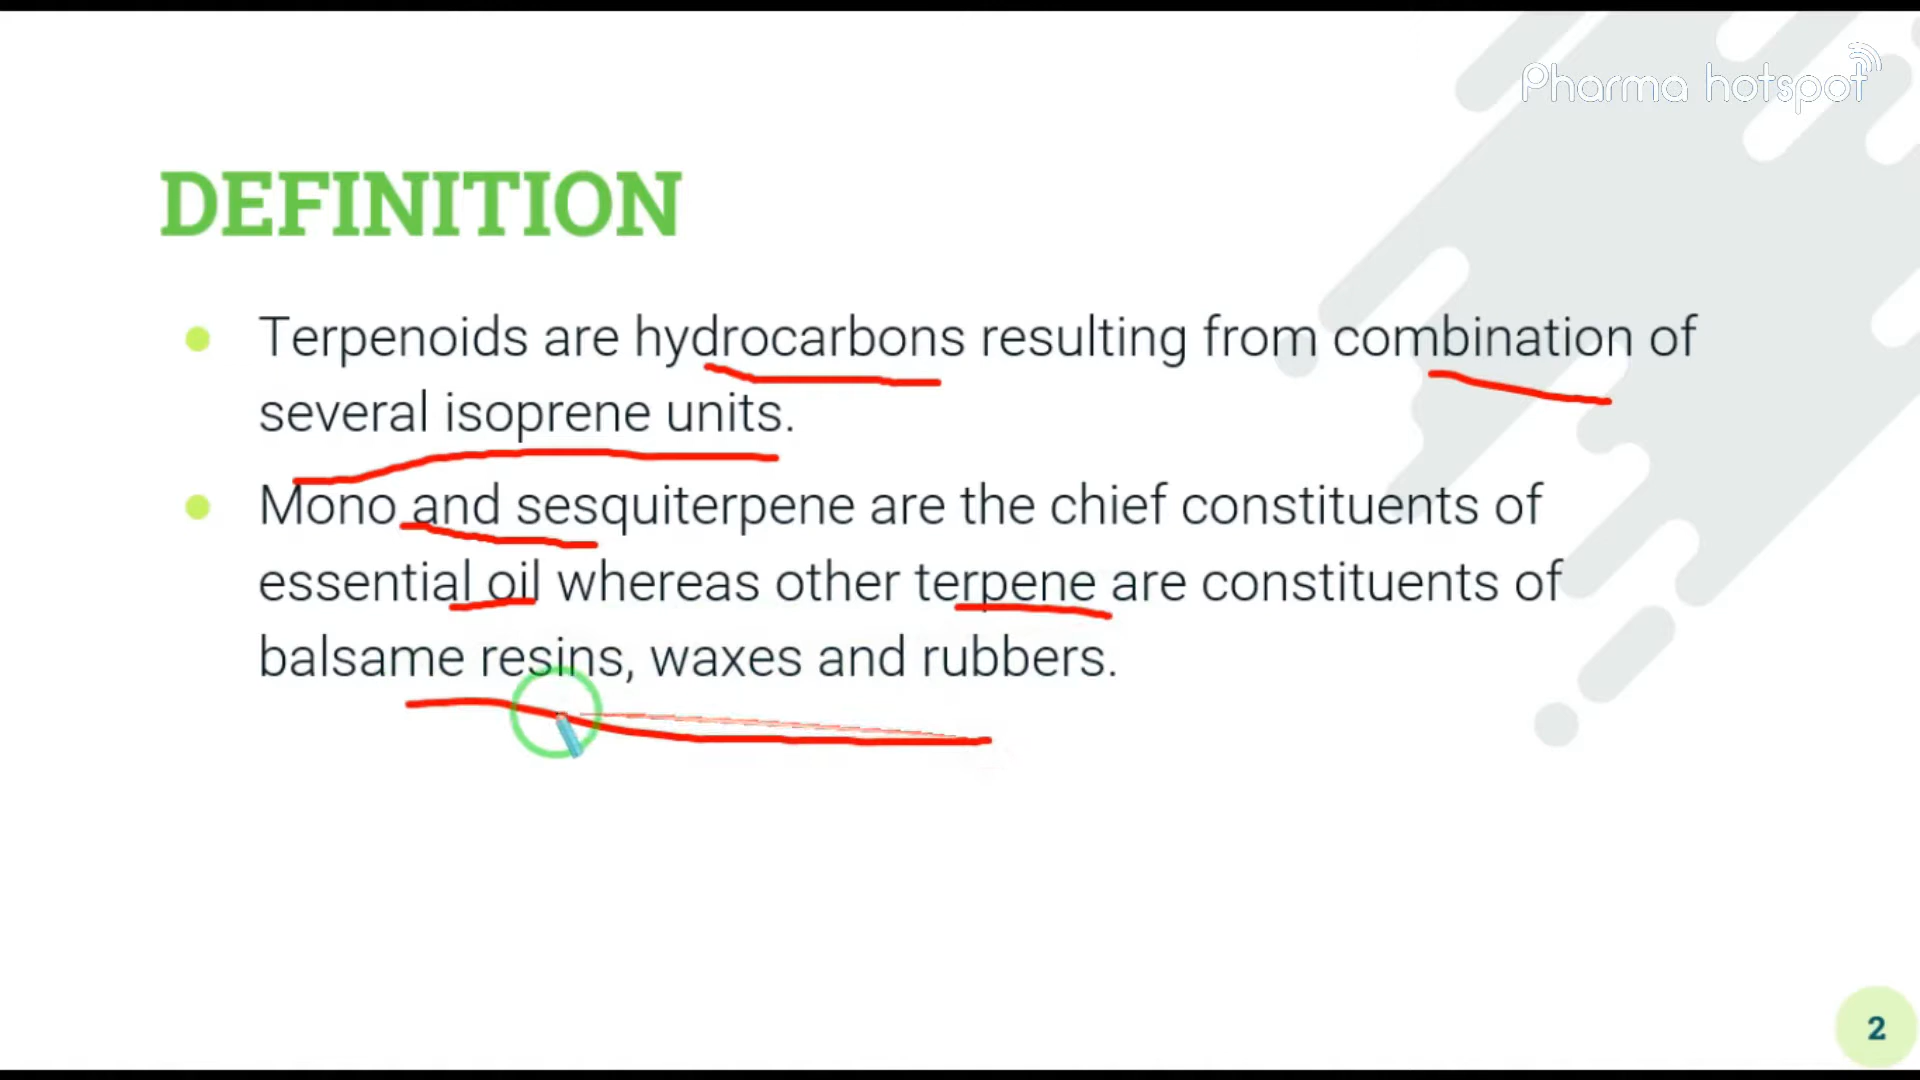 Pharma hotspot
DEFINITION
Terpenoids are hydrocarbons resulting from combination of
several isoprene units.
Mono and sesquiterpene are the chief constituents of
essential oil whereas other terpene are constituents of
balsame resins, waxes and rubbers.
2